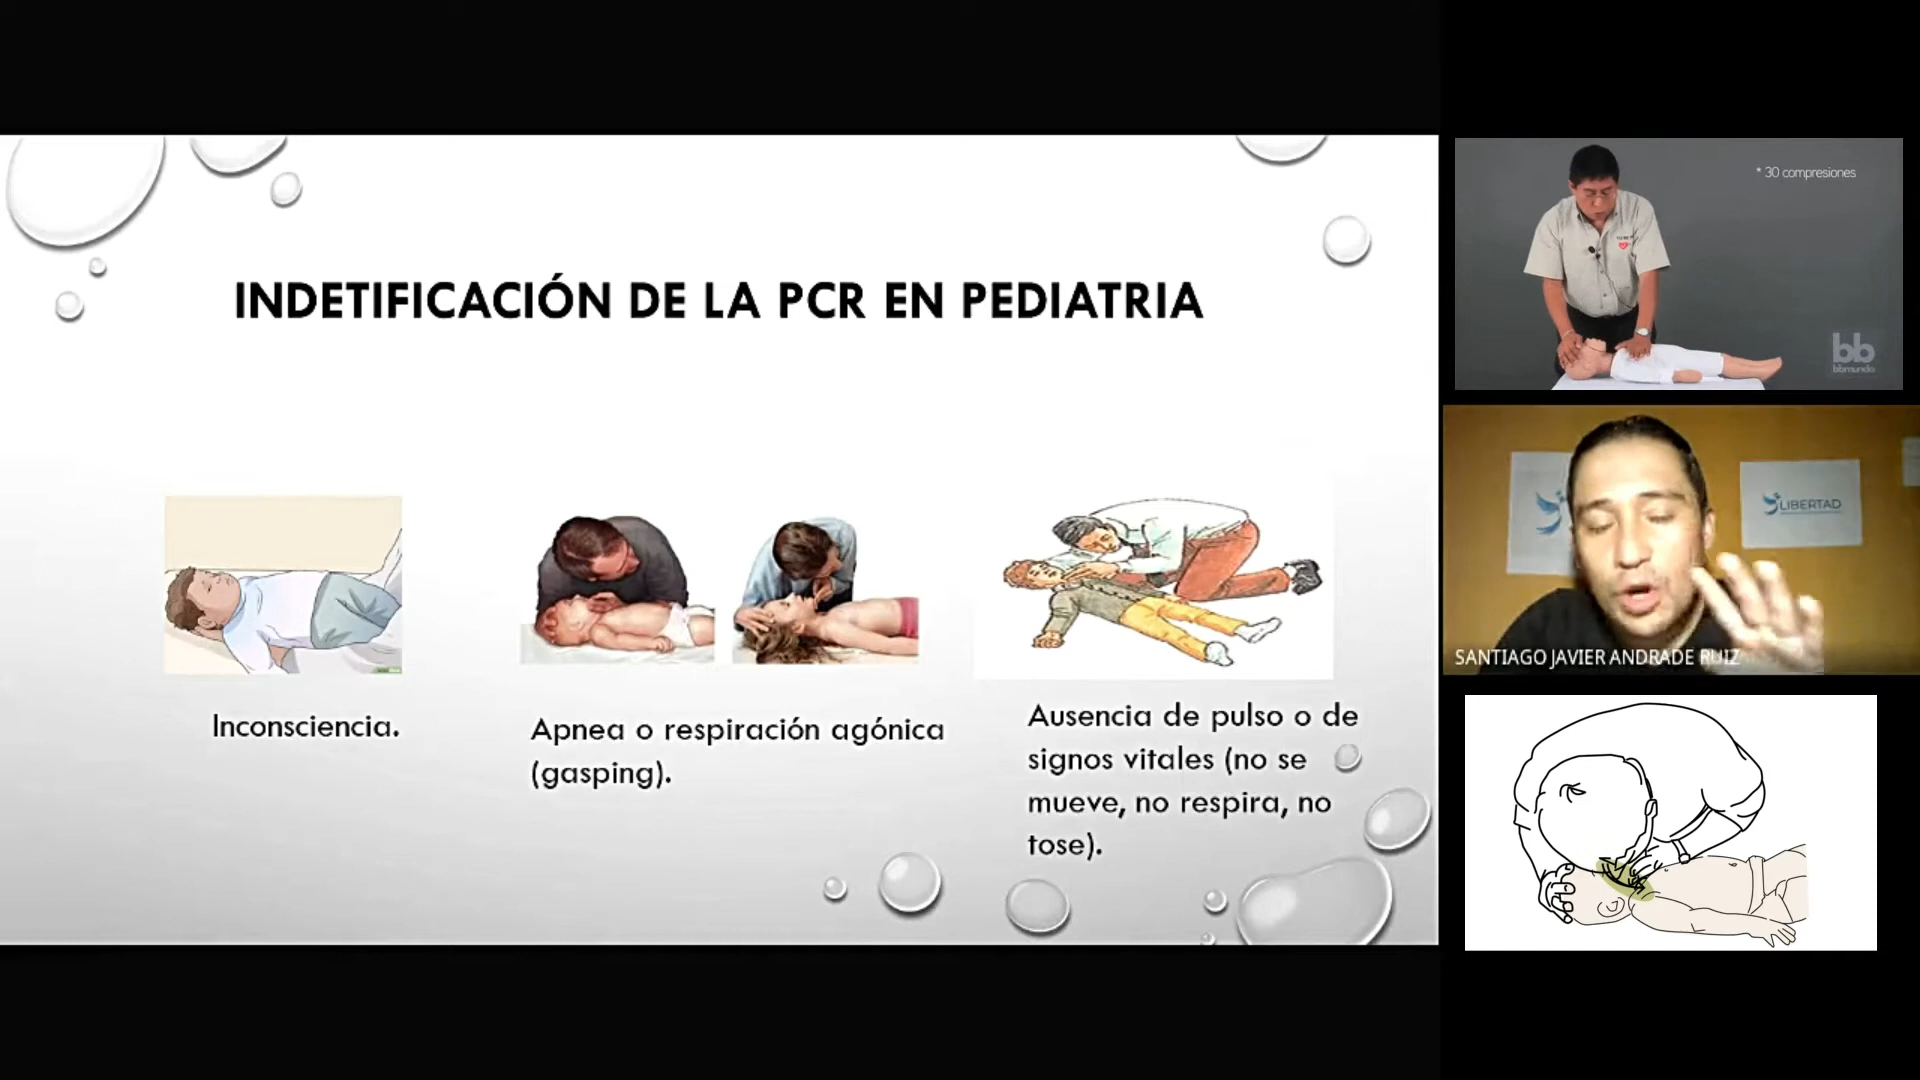 INDETIFICACIÓN DE LA PCR EN PEDIATRIA
Inconsciencia.
Apnea o respiración agónica
(gasping).
Ausencia de pulso o de
signos vitales (no se
mueve, no respira, no
tose).
* 30 compresiones
bb
bbmundo
LIBERTAD
SANTIAGO JAVIER ANDRADE RUIZ